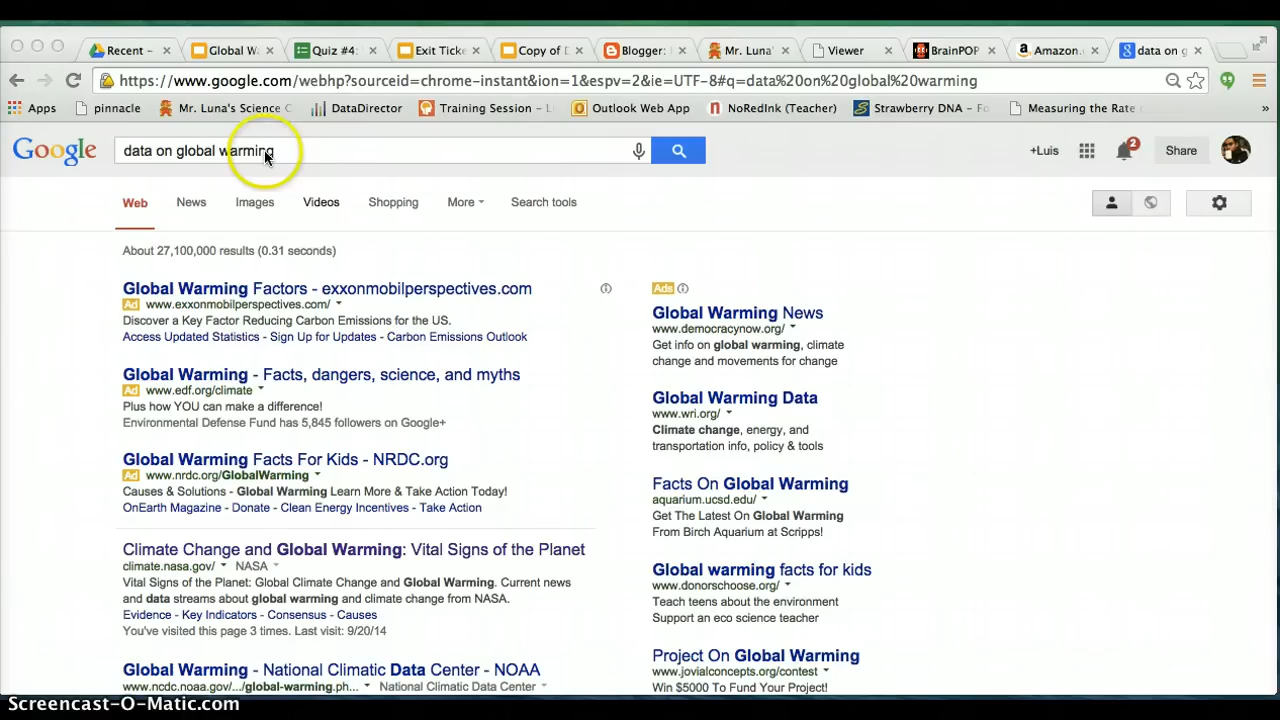 Recent –
Global W
Quiz #4:
Exit Ticke
Copy of D
Blogger:
Mr. Luna'
Viewer
BrainPOP
Amazon.
data on g
https://www.google.com/webhp?sourceid=chrome-instant&ion=1&espv=2&ie=UTF-8#q=data%20on%20global%20warming
Apps
pinnacle
Mr. Luna's Science C
DataDirector
Training Session – Li
Outlook Web App
NoRedInk (Teacher)
Strawberry DNA – Fo
Measuring the Rate o
Google
data on global warming
+Luis
2
Share
Web
News
Images
Videos
Shopping
More
Search tools
About 27,100,000 results (0.31 seconds)
Global Warming Factors - exxonmobilperspectives.com
Ad www.exxonmobilperspectives.com/
Discover a Key Factor Reducing Carbon Emissions for the US.
Access Updated Statistics - Sign Up for Updates - Carbon Emissions Outlook
Global Warming - Facts, dangers, science, and myths
Ad www.edf.org/climate
Plus how YOU can make a difference!
Environmental Defense Fund has 5,845 followers on Google+
Global Warming Facts For Kids - NRDC.org
Ad www.nrdc.org/GlobalWarming
Causes & Solutions - Global Warming Learn More & Take Action Today!
OnEarth Magazine - Donate - Clean Energy Incentives - Take Action
Climate Change and Global Warming: Vital Signs of the Planet
climate.nasa.gov/ NASA
Vital Signs of the Planet: Global Climate Change and Global Warming. Current news
and data streams about global warming and climate change from NASA.
Evidence - Key Indicators - Consensus - Causes
You've visited this page 3 times. Last visit: 9/20/14
Global Warming - National Climatic Data Center - NOAA
www.ncdc.noaa.gov/.../global-warming.ph... National Climatic Data Center
Ads
Global Warming News
www.democracynow.org/
Get info on global warming, climate
change and movements for change
Global Warming Data
www.wri.org/
Climate change, energy, and
transportation info, policy & tools
Facts On Global Warming
aquarium.ucsd.edu/
Get The Latest On Global Warming
From Birch Aquarium at Scripps!
Global warming facts for kids
www.donorschoose.org/
Teach teens about the environment
Support an eco science teacher
Project On Global Warming
www.jovialconcepts.org/contest
Win $5000 To Fund Your Project!
Screencast-O-Matic.com